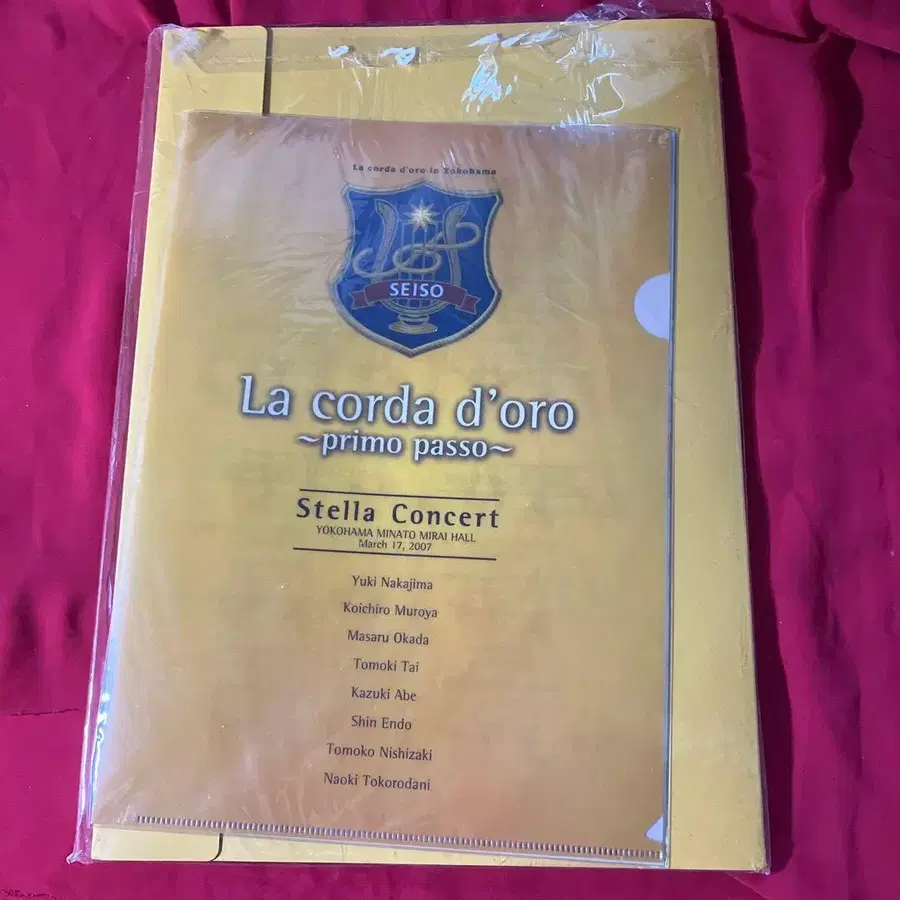 La corda d'oro in Yokohama
SEISO
La corda d'oro
~primo passo~
Stella Concert
YOKOHAMA MINATO MIRAI HALL
March 17, 2007
Yuki Nakajima
Koichiro Muroya
Masaru Okada
Tomoki Tai
Kazuki Abe
Shin Endo
Tomoko Nishizaki
Naoki Tokorodani